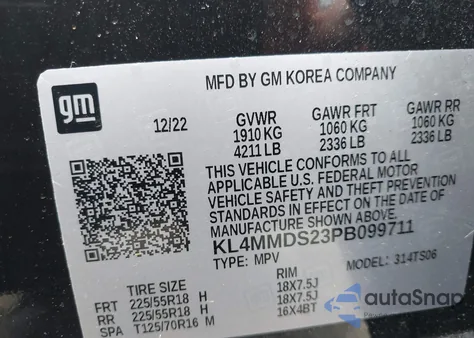 MFD BY GM KOREA COMPANY
gm
12/22
GVWR GAWR FRT GAWR RR
1910 KG 1060 KG 1060 KG
4211 LB 2336 LB 2336 LB
THIS VEHICLE CONFORMS TO ALL
APPLICABLE U.S. FEDERAL MOTOR
VEHICLE SAFETY AND THEFT PREVENTION
STANDARDS IN EFFECT ON THE DATE OF
MANUFACTURE SHOWN ABOVE.
KL4MMDS23PB099711
TYPE: MPV MODEL: 314TS06
TIRE SIZE RIM
FRT 225/55R18 H 18X7.5J
RR 225/55R18 H 18X7.5J
SPA T125/70R16 M 16X4BT
autoSnap